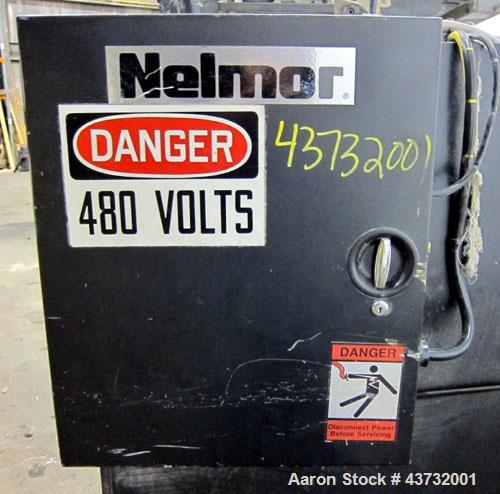 Nelmor®
DANGER
480 VOLTS
43732001
DANGER
Disconnect Power
Before Servicing
Aaron Stock # 43732001